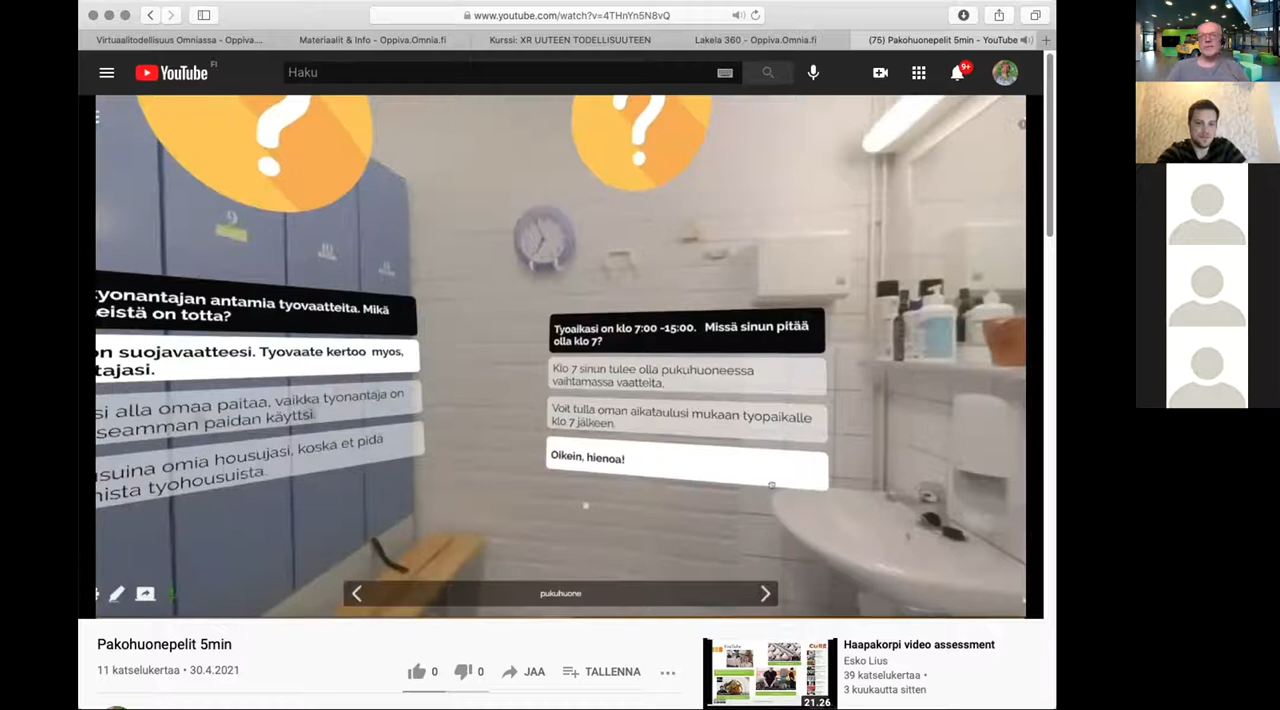 www.youtube.com/watch?v=4THnYn5N8vQ
Virtuaalitodellisuus Omniassa - Oppiva....
Materiaalit & Info - Oppiva.Omnia.fi
Kurssi: XR UUTEEN TODELLISUUTEEN
Lakela 360 - Oppiva.Omnia.fi
(75) Pakohuonepelit 5min - YouTube
YouTube FI
Haku
9+
? ?
9
yonantajan antamia tyovaatteita. Mikä
eistä on totta?
on suojavaatteesi. Tyovaate kertoo myos,
tajasi.
si alla omaa paitaa, vaikka tyonantaja on
seamman paidan käyttsi.
usuina omia housujasi, koska et pidä
mista tyohousuista.
Tyoaikasi on klo 7:00 -15:00. Missä sinun pitää
olla klo 7?
Klo 7 sinun tulee olla pukuhuoneessa
vaihtamassa vaatteita.
Voit tulla oman aikataulusi mukaan tyopaikalle
klo 7 jälkeen.
Oikein, hienoa!
pukuhuone
Pakohuonepelit 5min
11 katselukertaa • 30.4.2021
0
0
JAA
TALLENNA
Haapakorpi video assessment
Esko Lius
39 katselukertaa •
3 kuukautta sitten
21.26